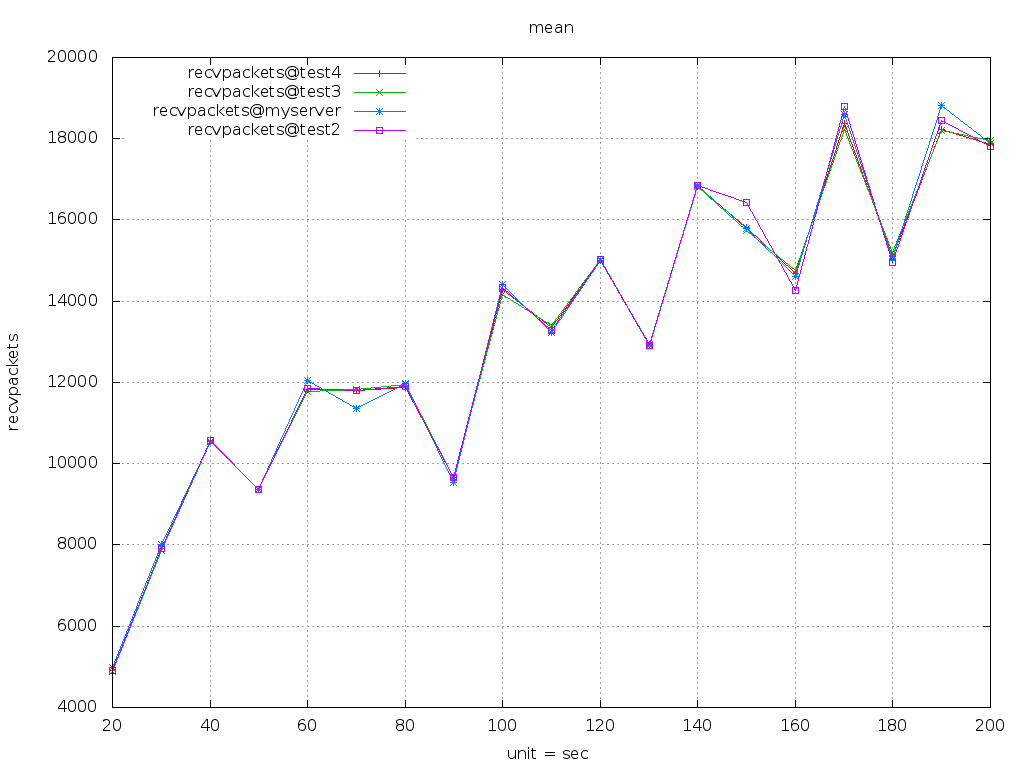 mean
20000
18000
16000
14000
12000
10000
8000
6000
4000
recvpackets@test4
recvpackets@test3
recvpackets@myserver
recvpackets@test2
recvpackets
20 40 60 80 100 120 140 160 180 200
unit = sec